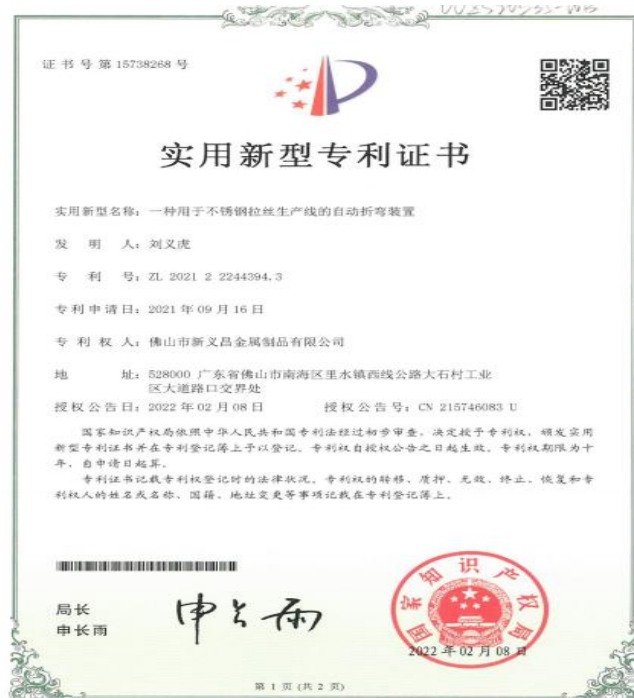 证书号第15738268号
实用新型专利证书
实用新型名称：一种用于不锈钢拉丝生产线的自动折弯装置
发 明 人：刘义虎
专 利 号：ZL 2021 2 2244394.3
专利申请日：2021年09月16日
专 利 权 人：佛山市新义昌金属制品有限公司
地 址：528000 广东省佛山市南海区里水镇西线公路大石村工业
区大道路口交界处
授权公告日：2022年02月08日 授权公告号：CN 215746083 U
国家知识产权局依照中华人民共和国专利法经过初步审查，决定授予专利权，颁发实用
新型专利证书并在专利登记簿上予以登记。专利权自授权公告之日起生效。专利权期限为十
年，自申请日起算。
专利证书记载专利权登记时的法律状况。专利权的转移、质押、无效、终止、恢复和专
利权人的姓名或名称、国籍、地址变更等事项记载在专利登记簿上。
局长
申长雨
申长雨
国家知识产权局
2022年02月08日
第 1 页 (共 2 页)